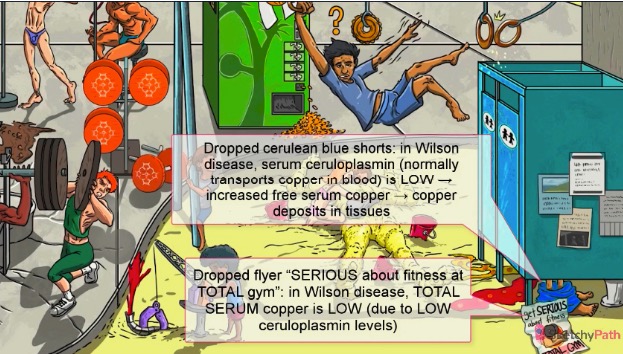 ?
Dropped cerulean blue shorts: in Wilson
disease, serum ceruloplasmin (normally
transports copper in blood) is LOW →
increased free serum copper → copper
deposits in tissues
Dropped flyer “SERIOUS about fitness at
TOTAL gym”: in Wilson disease, TOTAL
SERUM copper is LOW (due to LOW
ceruloplasmin levels)
get SERIOUS
about fitness
SketchyPath
GYM